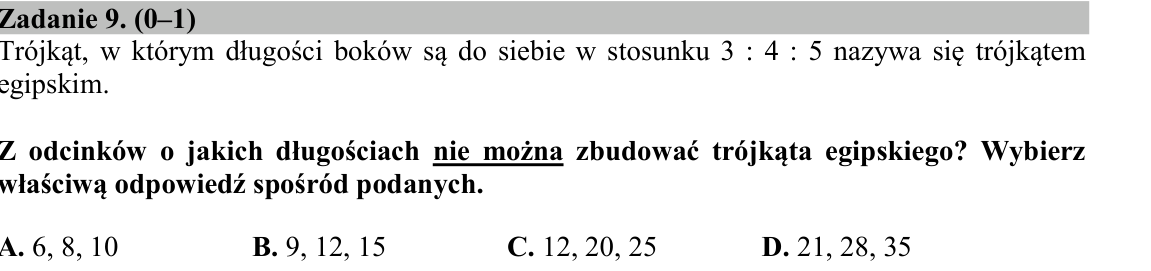 Zadanie 9. (0–1)
Trójkąt, w którym długości boków są do siebie w stosunku 3 : 4 : 5 nazywa się trójkątem
egipskim.
Z odcinków o jakich długościach nie można zbudować trójkąta egipskiego? Wybierz
właściwą odpowiedź spośród podanych.
A. 6, 8, 10 B. 9, 12, 15 C. 12, 20, 25 D. 21, 28, 35